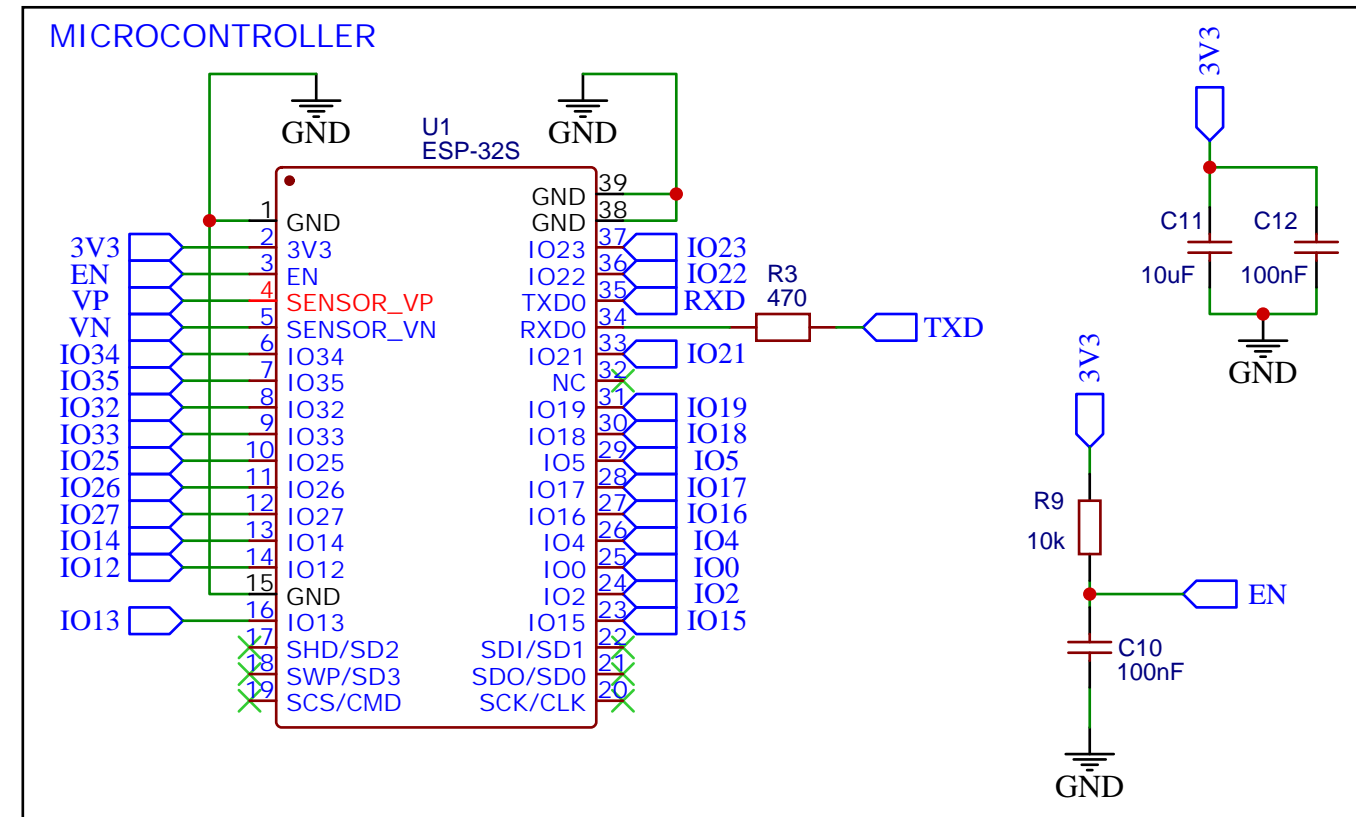 MICROCONTROLLER
GND
GND
U1
ESP-32S
3V3
EN
VP
VN
IO34
IO35
IO32
IO33
IO25
IO26
IO27
IO14
IO12
IO13
1 GND
2 3V3
3 EN
4 SENSOR_VP
5 SENSOR_VN
6 IO34
7 IO35
8 IO32
9 IO33
10 IO25
11 IO26
12 IO27
13 IO14
14 IO12
15 GND
16 IO13
17 SHD/SD2
18 SWP/SD3
19 SCS/CMD
GND 39
GND 38
IO23 37
IO22 36
TXD0 35
RXD0 34
IO21 33
NC 32
IO19 31
IO18 30
IO5 29
IO17 28
IO16 27
IO4 26
IO0 25
IO2 24
IO15 23
SDI/SD1 22
SDO/SD0 21
SCK/CLK 20
IO23
IO22
RXD
R3
470
TXD
IO21
IO19
IO18
IO5
IO17
IO16
IO4
IO0
IO2
IO15
3V3
C11
10uF
C12
100nF
GND
3V3
R9
10k
EN
C10
100nF
GND